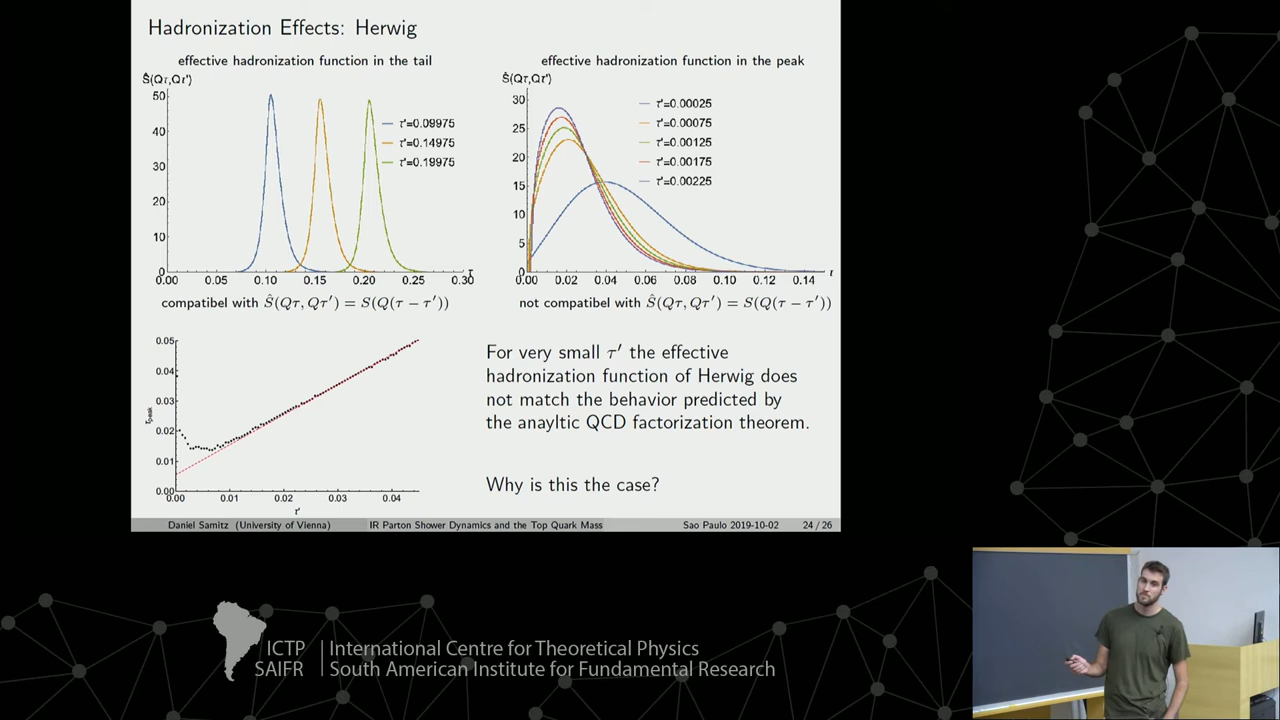 Hadronization Effects: Herwig
effective hadronization function in the tail
Ŝ(Qτ,Qτ')
50
40
30
20
10
0
0.00 0.05 0.10 0.15 0.20 0.25 0.30
τ
τ'=0.09975
τ'=0.14975
τ'=0.19975
compatibel with Ŝ(Qτ, Qτ′) = S(Q(τ − τ′))
effective hadronization function in the peak
Ŝ(Qτ,Qτ')
30
25
20
15
10
5
0
0.00 0.02 0.04 0.06 0.08 0.10 0.12 0.14
τ
τ'=0.00025
τ'=0.00075
τ'=0.00125
τ'=0.00175
τ'=0.00225
not compatibel with Ŝ(Qτ, Qτ′) = S(Q(τ − τ′))
0.05
0.04
0.03
0.02
0.01
0.00
τpeak
0.00 0.01 0.02 0.03 0.04
τ'
For very small τ′ the effective
hadronization function of Herwig does
not match the behavior predicted by
the anayltic QCD factorization theorem.
Why is this the case?
Daniel Samitz (University of Vienna) IR Parton Shower Dynamics and the Top Quark Mass Sao Paulo 2019-10-02 24 / 26
ICTP International Centre for Theoretical Physics
SAIFR South American Institute for Fundamental Research